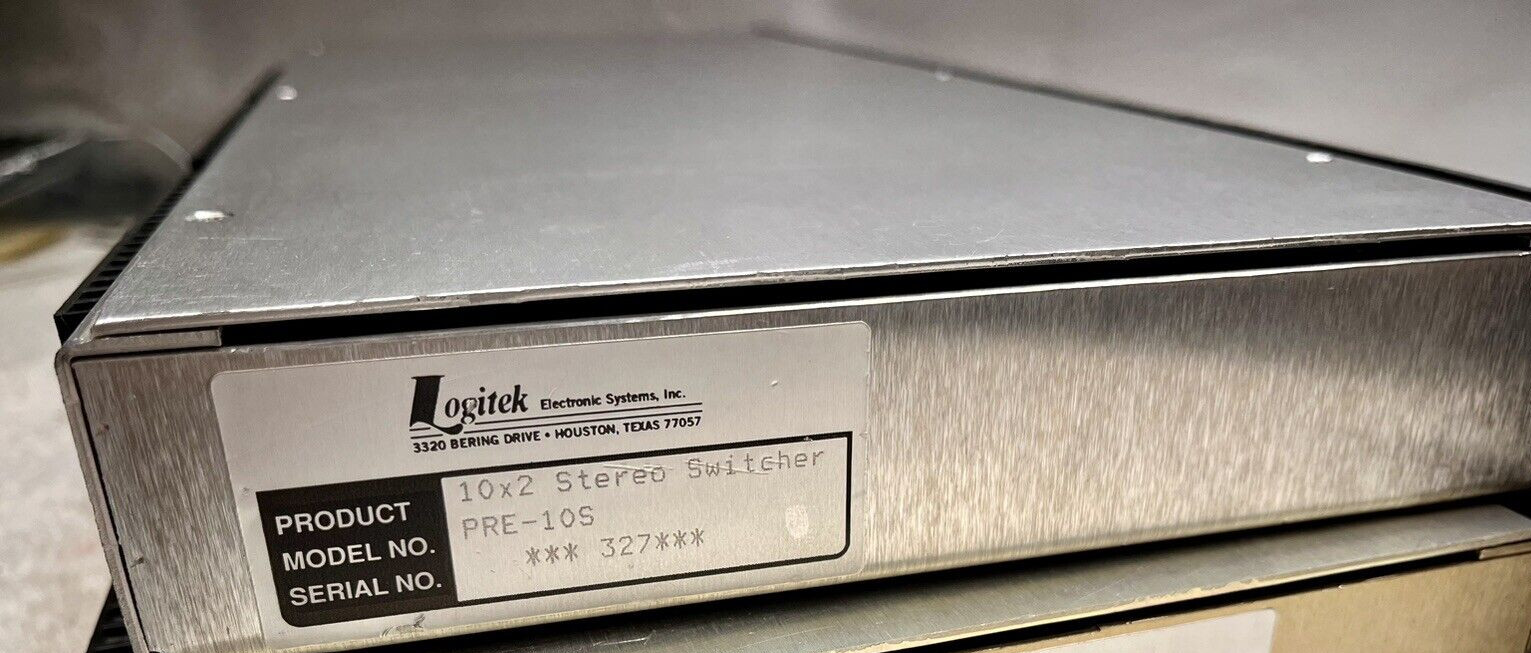 Logitek Electronic Systems, Inc.
3320 BERING DRIVE • HOUSTON, TEXAS 77057
PRODUCT 10x2 Stereo Switcher
MODEL NO. PRE-10S
SERIAL NO. *** 327***